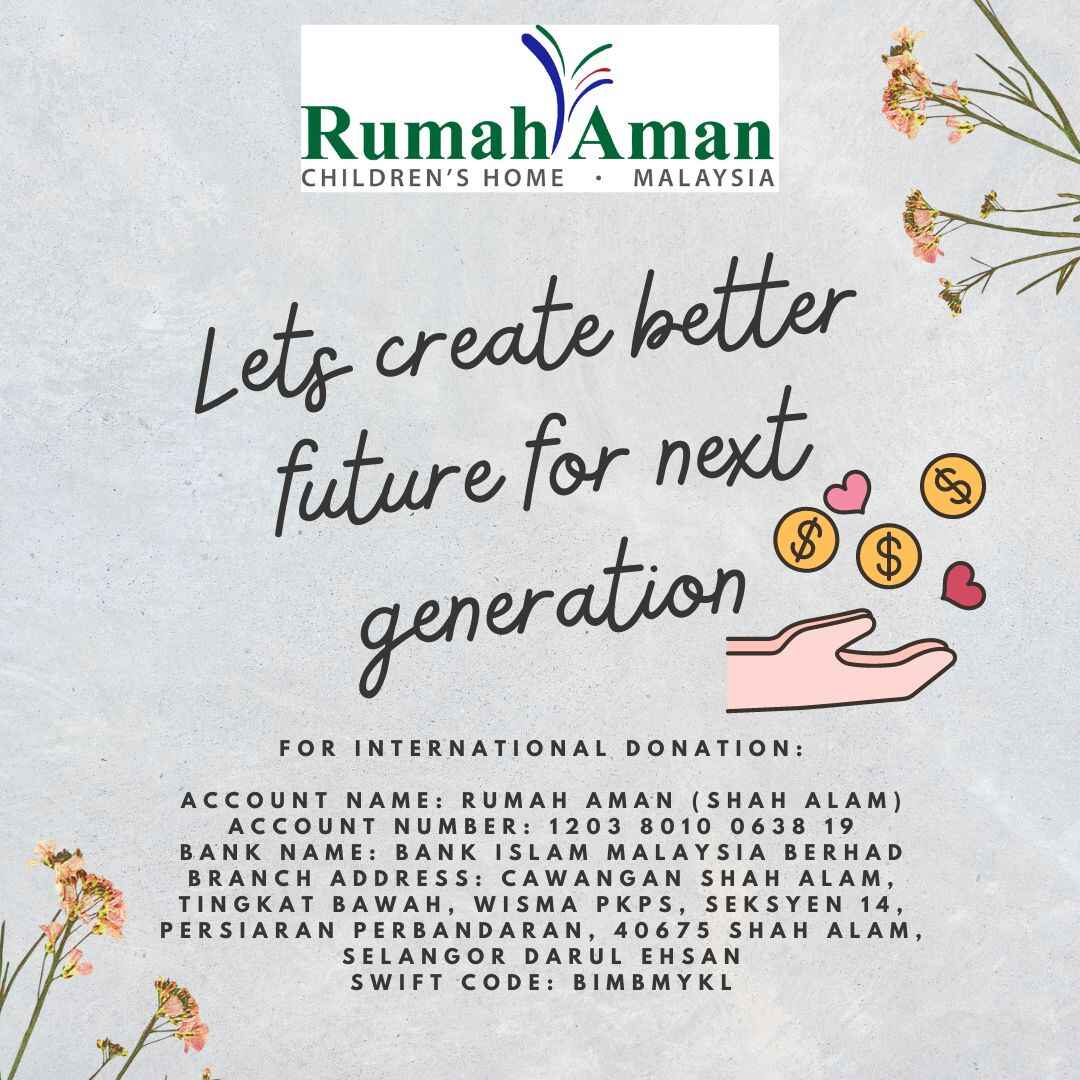 Rumah Aman
CHILDREN'S HOME • MALAYSIA
Lets create better
future for next
generation
FOR INTERNATIONAL DONATION:
ACCOUNT NAME: RUMAH AMAN (SHAH ALAM)
ACCOUNT NUMBER: 1203 8010 0638 19
BANK NAME: BANK ISLAM MALAYSIA BERHAD
BRANCH ADDRESS: CAWANGAN SHAH ALAM,
TINGKAT BAWAH, WISMA PKPS, SEKSYEN 14,
PERSIARAN PERBANDARAN, 40675 SHAH ALAM,
SELANGOR DARUL EHSAN
SWIFT CODE: BIMBMYKL